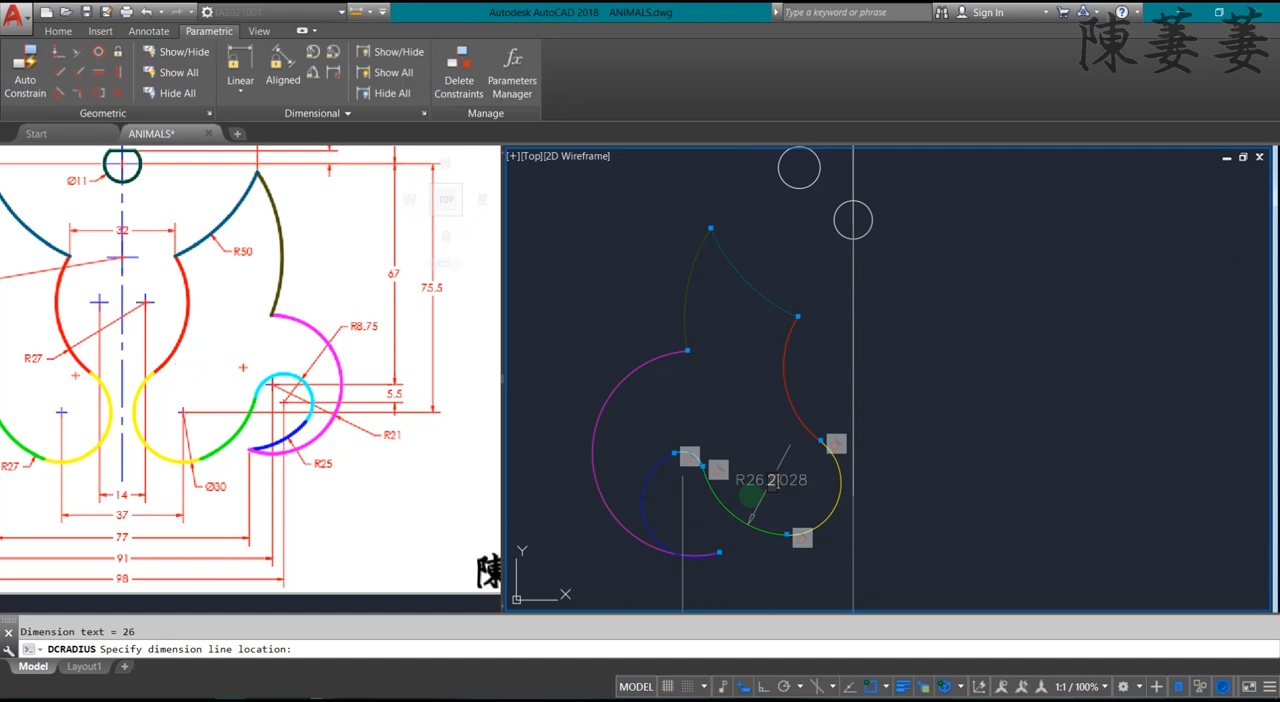 Autodesk AutoCAD 2018 ANIMALS.dwg
Type a keyword or phrase
Sign In
Home Insert Annotate Parametric View
陳萋萋
Auto
Constrain
Show/Hide
Show All
Hide All
Geometric
Linear
Aligned
Show/Hide
Show All
Hide All
Dimensional
Delete
Constraints
Parameters
Manager
Manage
Start
ANIMALS*
[+][Top][2D Wireframe]
Ø11
TOP
W
E
32
R50
67
75.5
R27
R8.75
5.5
R21
R25
R27
Ø30
14
37
77
91
98
陳
Y
X
Dimension text = 26
DCRADIUS Specify dimension line location:
Model
Layout1
MODEL
1:1 / 100%